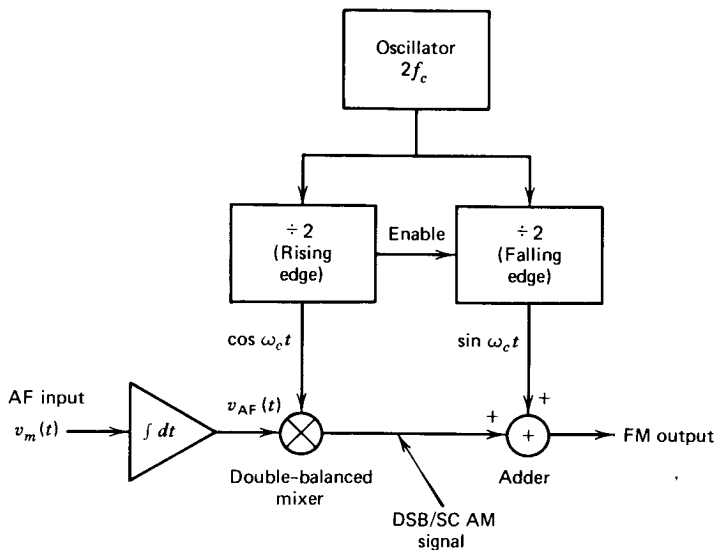 Oscillator
2f_c
÷ 2
(Rising
edge)
Enable
÷ 2
(Falling
edge)
cos ω_c t
sin ω_c t
AF input
v_m(t)
∫ dt
v_AF(t)
+
+
+
FM output
Double-balanced
mixer
Adder
DSB/SC AM
signal